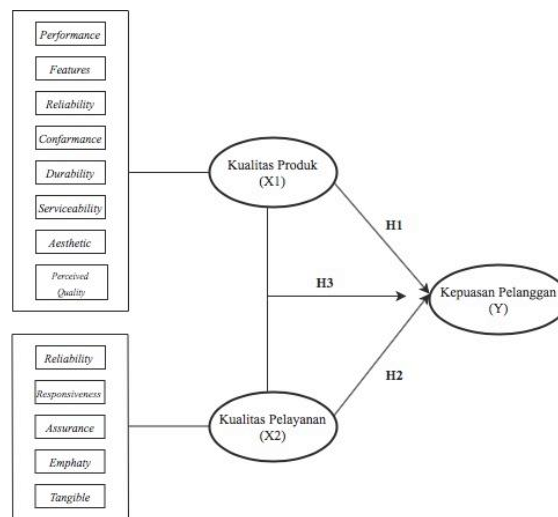 Performance
Features
Reliability
Confarmance
Durability
Serviceability
Aesthetic
Perceived
Quality
Kualitas Produk
(X1)
H1
H3
Kepuasan Pelanggan
(Y)
H2
Reliability
Responsiveness
Assurance
Emphaty
Tangible
Kualitas Pelayanan
(X2)